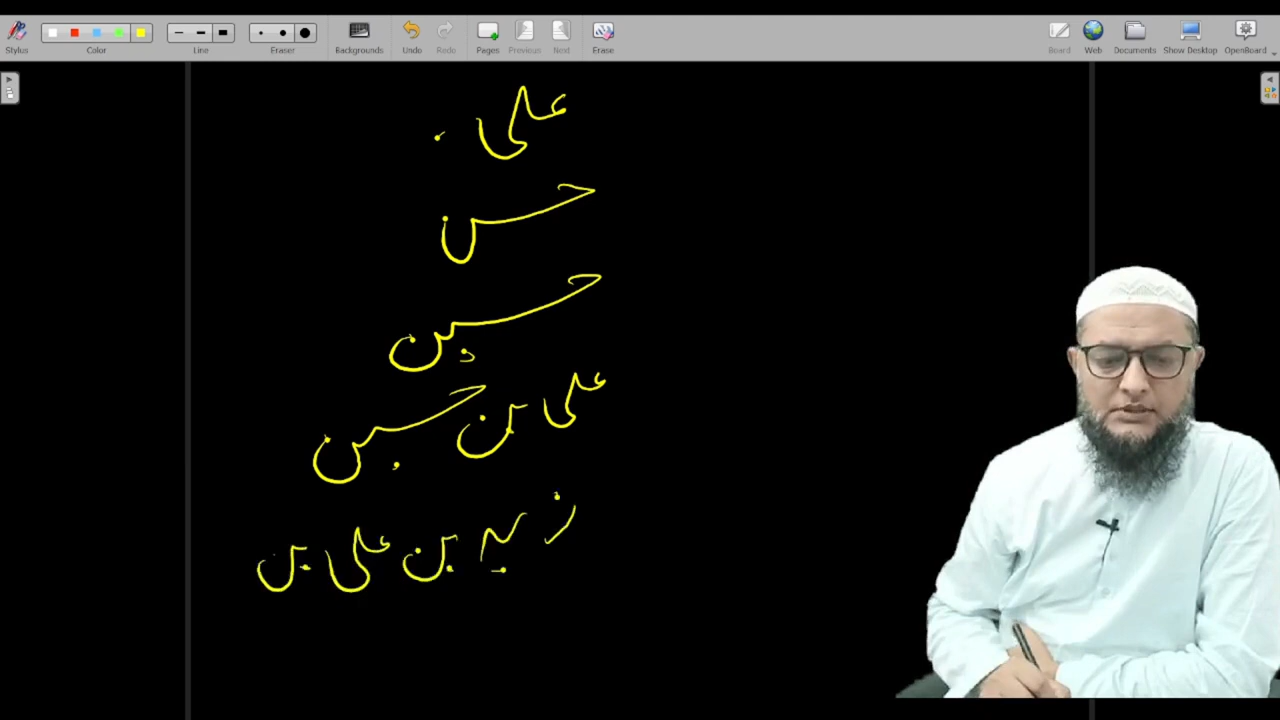 Stylus
Color
Line
Eraser
Backgrounds
Undo
Redo
Pages
Previous
Next
Erase
Board
Web
Documents
Show Desktop
OpenBoard
علی
حسن
حسین
علی بن حسین
زید بن علی بن